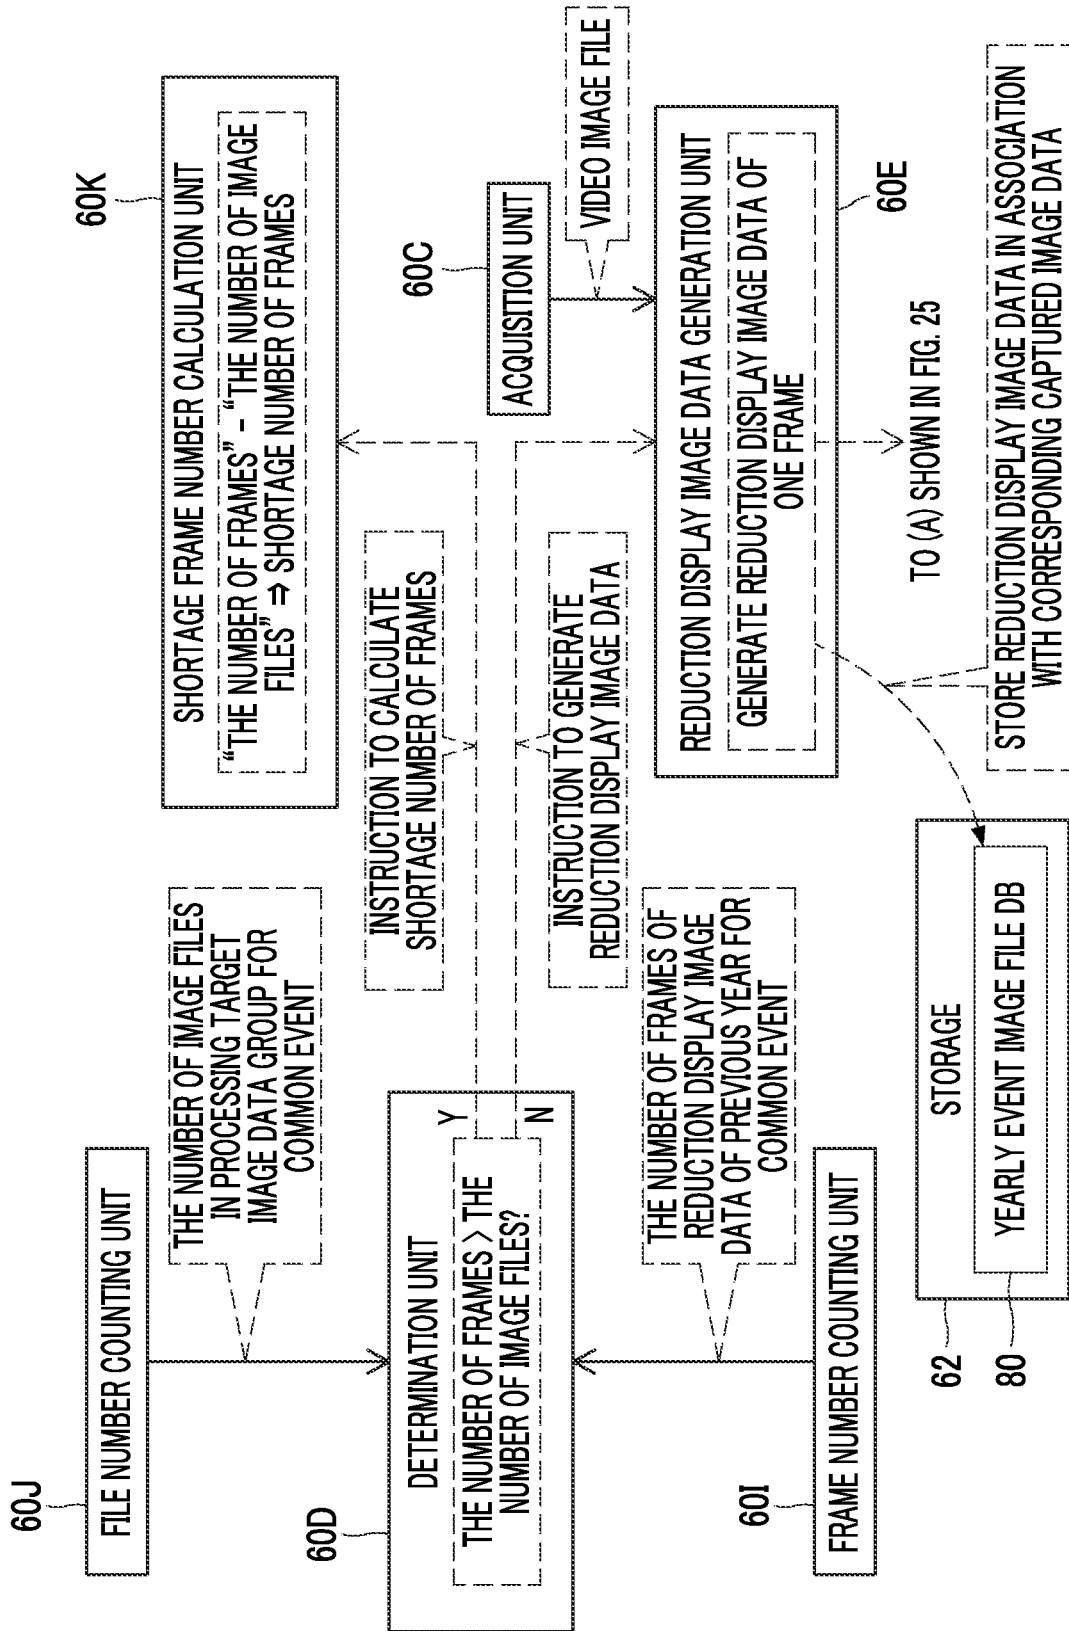 60J
FILE NUMBER COUNTING UNIT
THE NUMBER OF IMAGE FILES
IN PROCESSING TARGET
IMAGE DATA GROUP FOR
COMMON EVENT
60D
DETERMINATION UNIT
THE NUMBER OF FRAMES > THE
NUMBER OF IMAGE FILES?
Y
N
THE NUMBER OF FRAMES OF
REDUCTION DISPLAY IMAGE
DATA OF PREVIOUS YEAR FOR
COMMON EVENT
60I
FRAME NUMBER COUNTING UNIT
INSTRUCTION TO CALCULATE
SHORTAGE NUMBER OF FRAMES
INSTRUCTION TO GENERATE
REDUCTION DISPLAY IMAGE DATA
60K
SHORTAGE FRAME NUMBER CALCULATION UNIT
“THE NUMBER OF FRAMES” – “THE NUMBER OF IMAGE
FILES” ⇒ SHORTAGE NUMBER OF FRAMES
60C
ACQUISITION UNIT
VIDEO IMAGE FILE
REDUCTION DISPLAY IMAGE DATA GENERATION UNIT
GENERATE REDUCTION DISPLAY IMAGE DATA OF
ONE FRAME
60E
TO (A) SHOWN IN FIG. 25
STORE REDUCTION DISPLAY IMAGE DATA IN ASSOCIATION
WITH CORRESPONDING CAPTURED IMAGE DATA
62
STORAGE
80
YEARLY EVENT IMAGE FILE DB